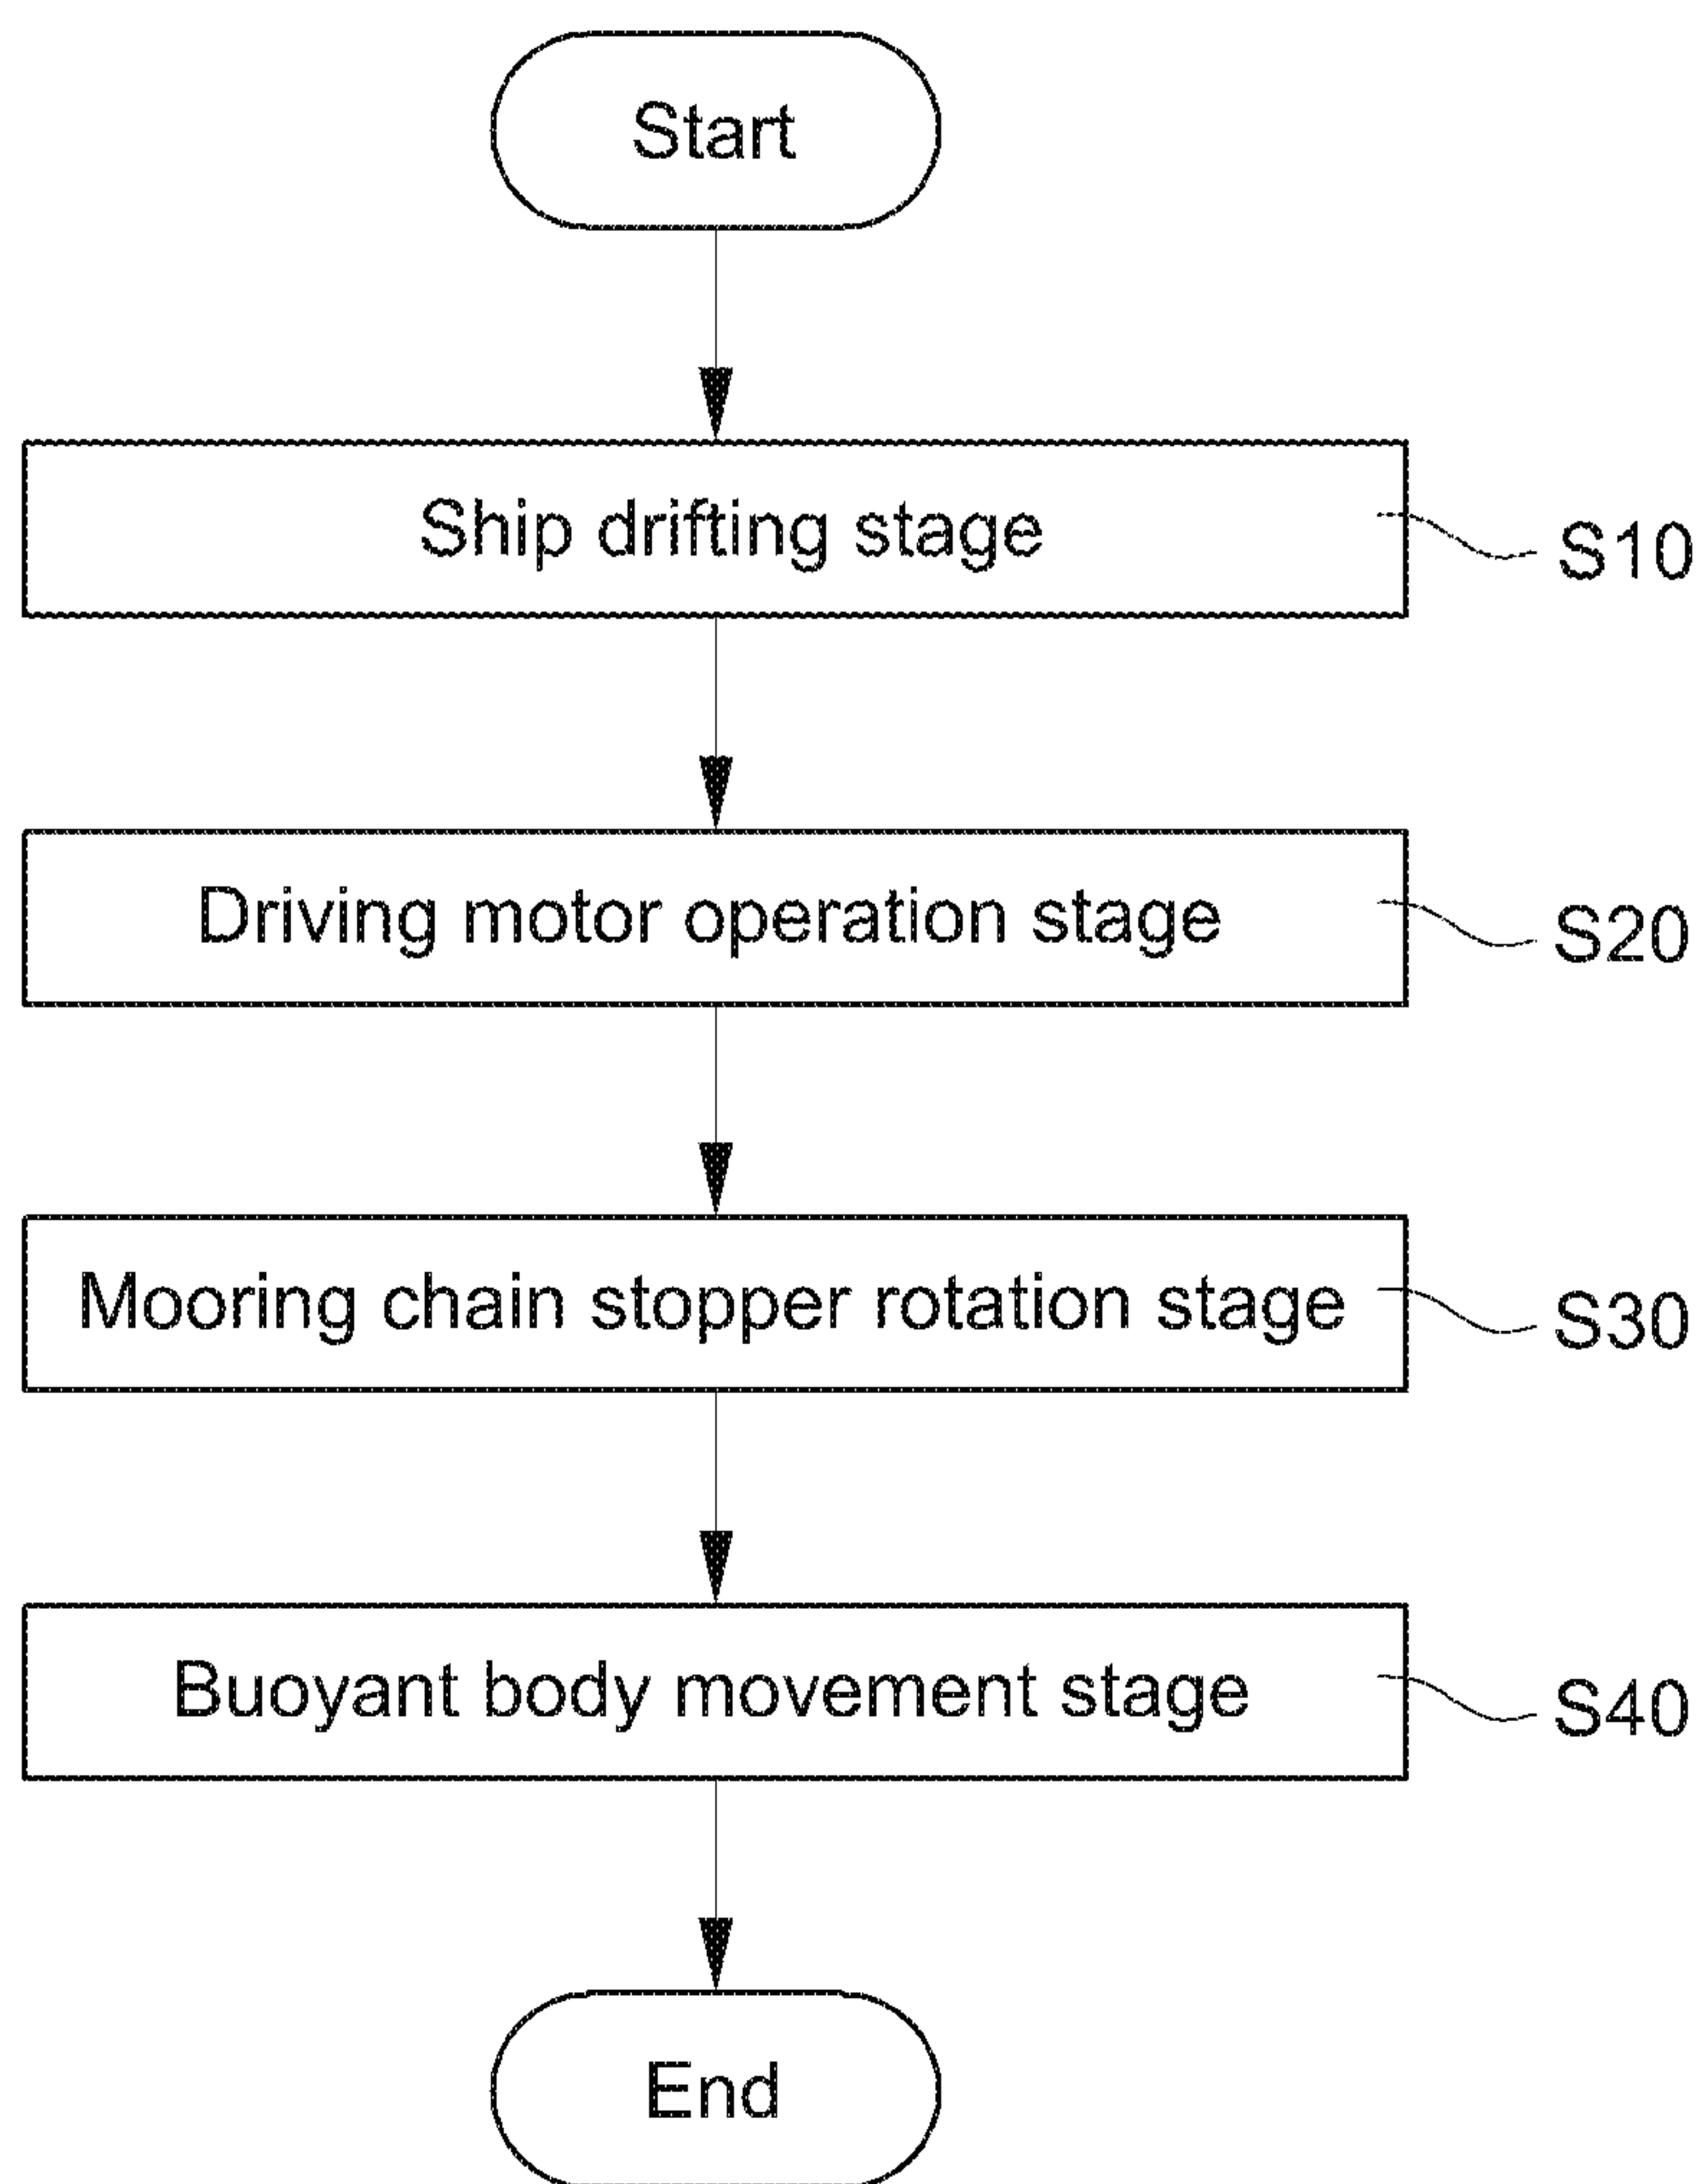 Start
Ship drifting stage
S10
Driving motor operation stage
S20
Mooring chain stopper rotation stage
S30
Buoyant body movement stage
S40
End